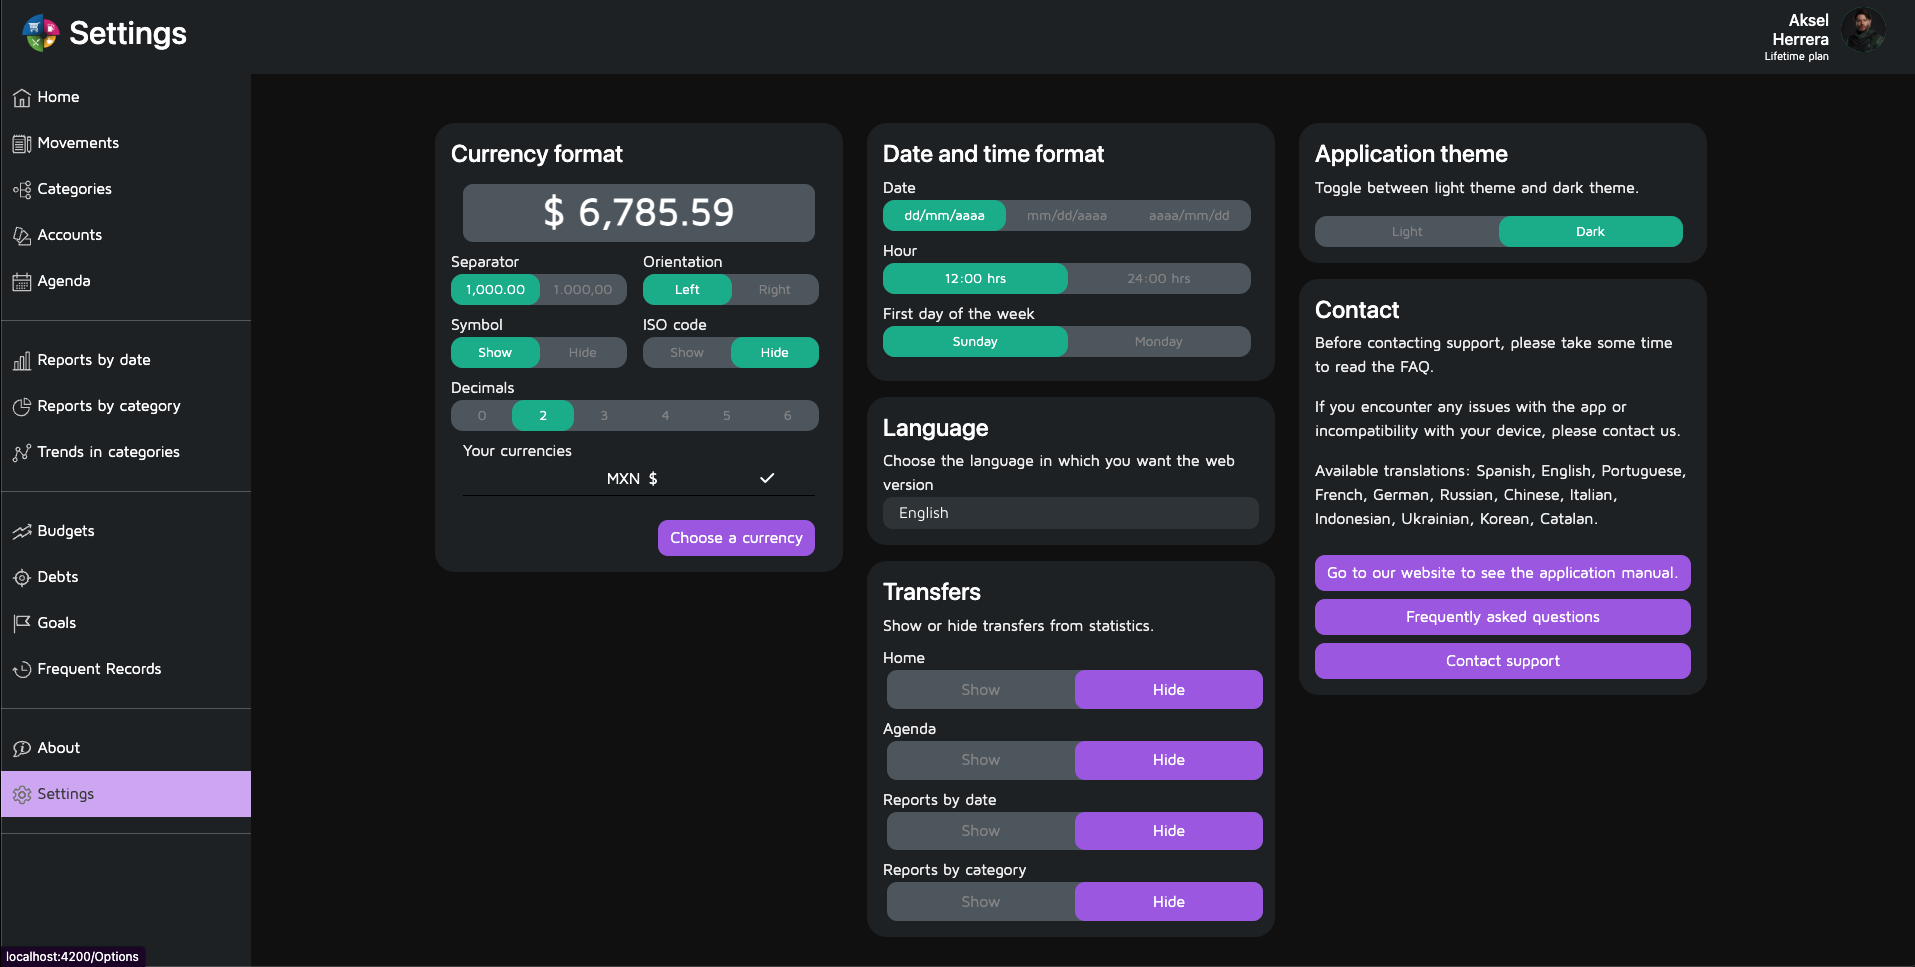 Settings
Aksel
Herrera
Lifetime plan
Home
Movements
Categories
Accounts
Agenda
Reports by date
Reports by category
Trends in categories
Budgets
Debts
Goals
Frequent Records
About
Settings
Currency format
$ 6,785.59
Separator
1,000.00 1.000,00
Orientation
Left Right
Symbol
Show Hide
ISO code
Show Hide
Decimals
0 2 3 4 5 6
Your currencies
MXN $
Choose a currency
Date and time format
Date
dd/mm/aaaa mm/dd/aaaa aaaa/mm/dd
Hour
12:00 hrs 24:00 hrs
First day of the week
Sunday Monday
Language
Choose the language in which you want the web
version
English
Transfers
Show or hide transfers from statistics.
Home
Show Hide
Agenda
Show Hide
Reports by date
Show Hide
Reports by category
Show Hide
Application theme
Toggle between light theme and dark theme.
Light Dark
Contact
Before contacting support, please take some time
to read the FAQ.
If you encounter any issues with the app or
incompatibility with your device, please contact us.
Available translations: Spanish, English, Portuguese,
French, German, Russian, Chinese, Italian,
Indonesian, Ukrainian, Korean, Catalan.
Go to our website to see the application manual.
Frequently asked questions
Contact support
localhost:4200/Options